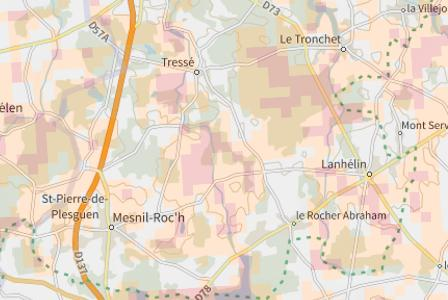 D73
la Villejo
D57A
Le Tronchet
Tressé
élen
Mont Serv
Lanhélin
St-Pierre-de-
Plesguen
Mesnil-Roc'h
le Rocher Abraham
D137
D78